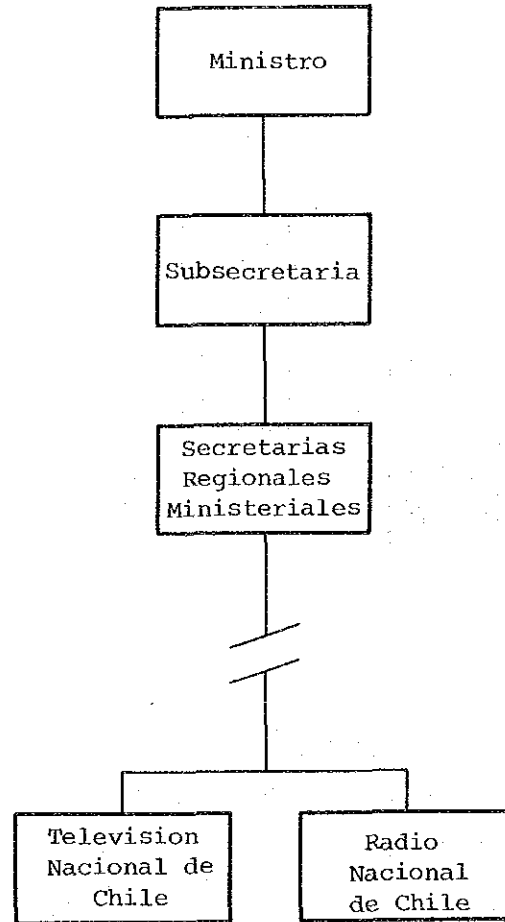 Ministro
Subsecretaria
Secretarias
Regionales
Ministeriales
Television
Nacional de
Chile
Radio
Nacional
de Chile